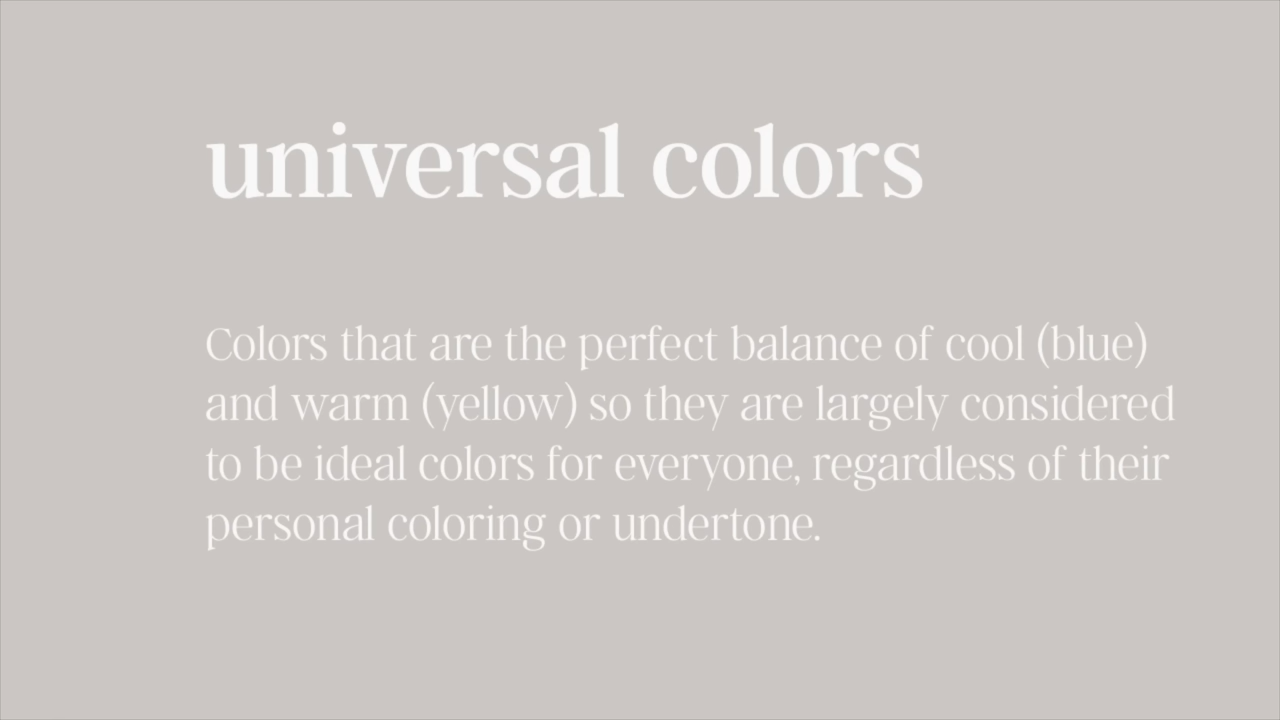 universal colors
Colors that are the perfect balance of cool (blue)
and warm (yellow) so they are largely considered
to be ideal colors for everyone, regardless of their
personal coloring or undertone.